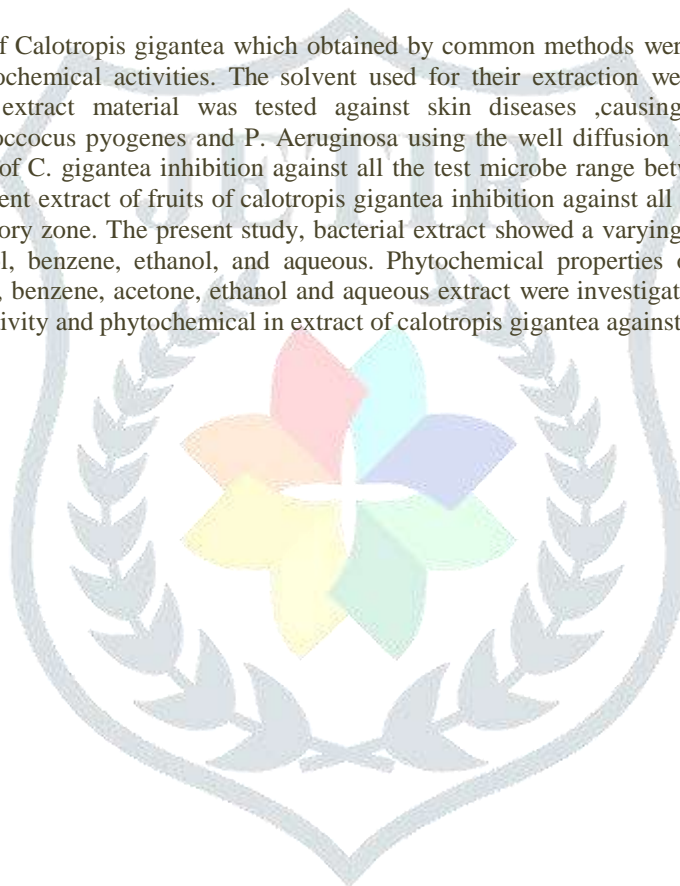 f Calotropis gigantea which obtained by common methods were
ochemical activities. The solvent used for their extraction we
extract material was tested against skin diseases ,causing
occocus pyogenes and P. Aeruginosa using the well diffusion
of C. gigantea inhibition against all the test microbe range betw
ent extract of fruits of calotropis gigantea inhibition against all
ory zone. The present study, bacterial extract showed a varying
l, benzene, ethanol, and aqueous. Phytochemical properties o
, benzene, acetone, ethanol and aqueous extract were investigat
ivity and phytochemical in extract of calotropis gigantea against
JETIR